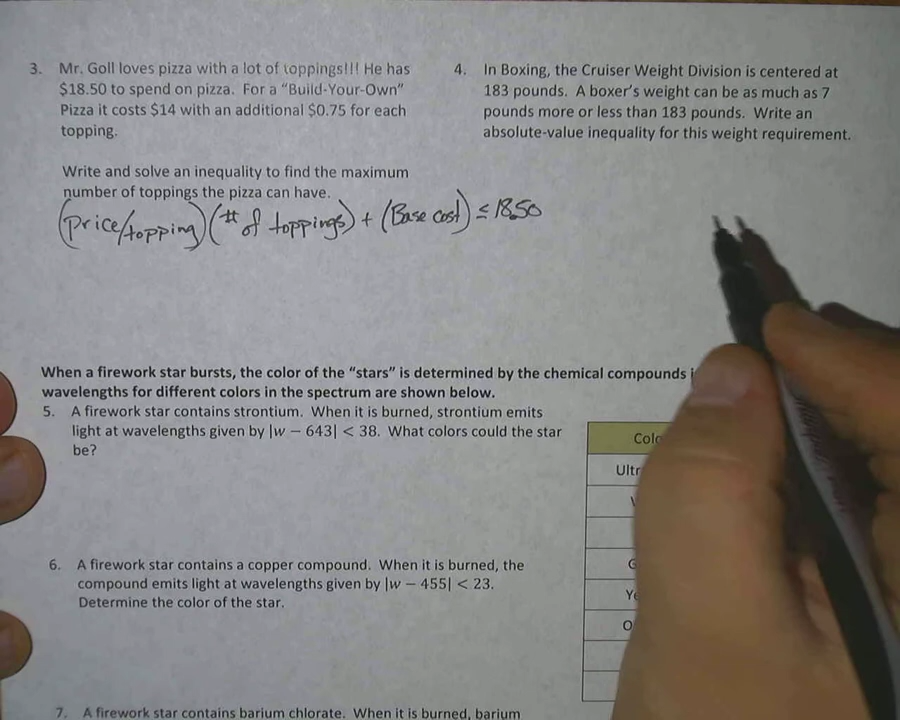 3. Mr. Goll loves pizza with a lot of toppings!!! He has
$18.50 to spend on pizza. For a “Build-Your-Own”
Pizza it costs $14 with an additional $0.75 for each
topping.
Write and solve an inequality to find the maximum
number of toppings the pizza can have.
(Price/topping)(# of toppings) + (Base cost) ≤ 18.50
4. In Boxing, the Cruiser Weight Division is centered at
183 pounds. A boxer’s weight can be as much as 7
pounds more or less than 183 pounds. Write an
absolute-value inequality for this weight requirement.
When a firework star bursts, the color of the “stars” is determined by the chemical compounds
wavelengths for different colors in the spectrum are shown below.
5. A firework star contains strontium. When it is burned, strontium emits
light at wavelengths given by |w − 643| < 38. What colors could the star
be?
6. A firework star contains a copper compound. When it is burned, the
compound emits light at wavelengths given by |w − 455| < 23.
Determine the color of the star.
7. A firework star contains barium chlorate. When it is burned, barium